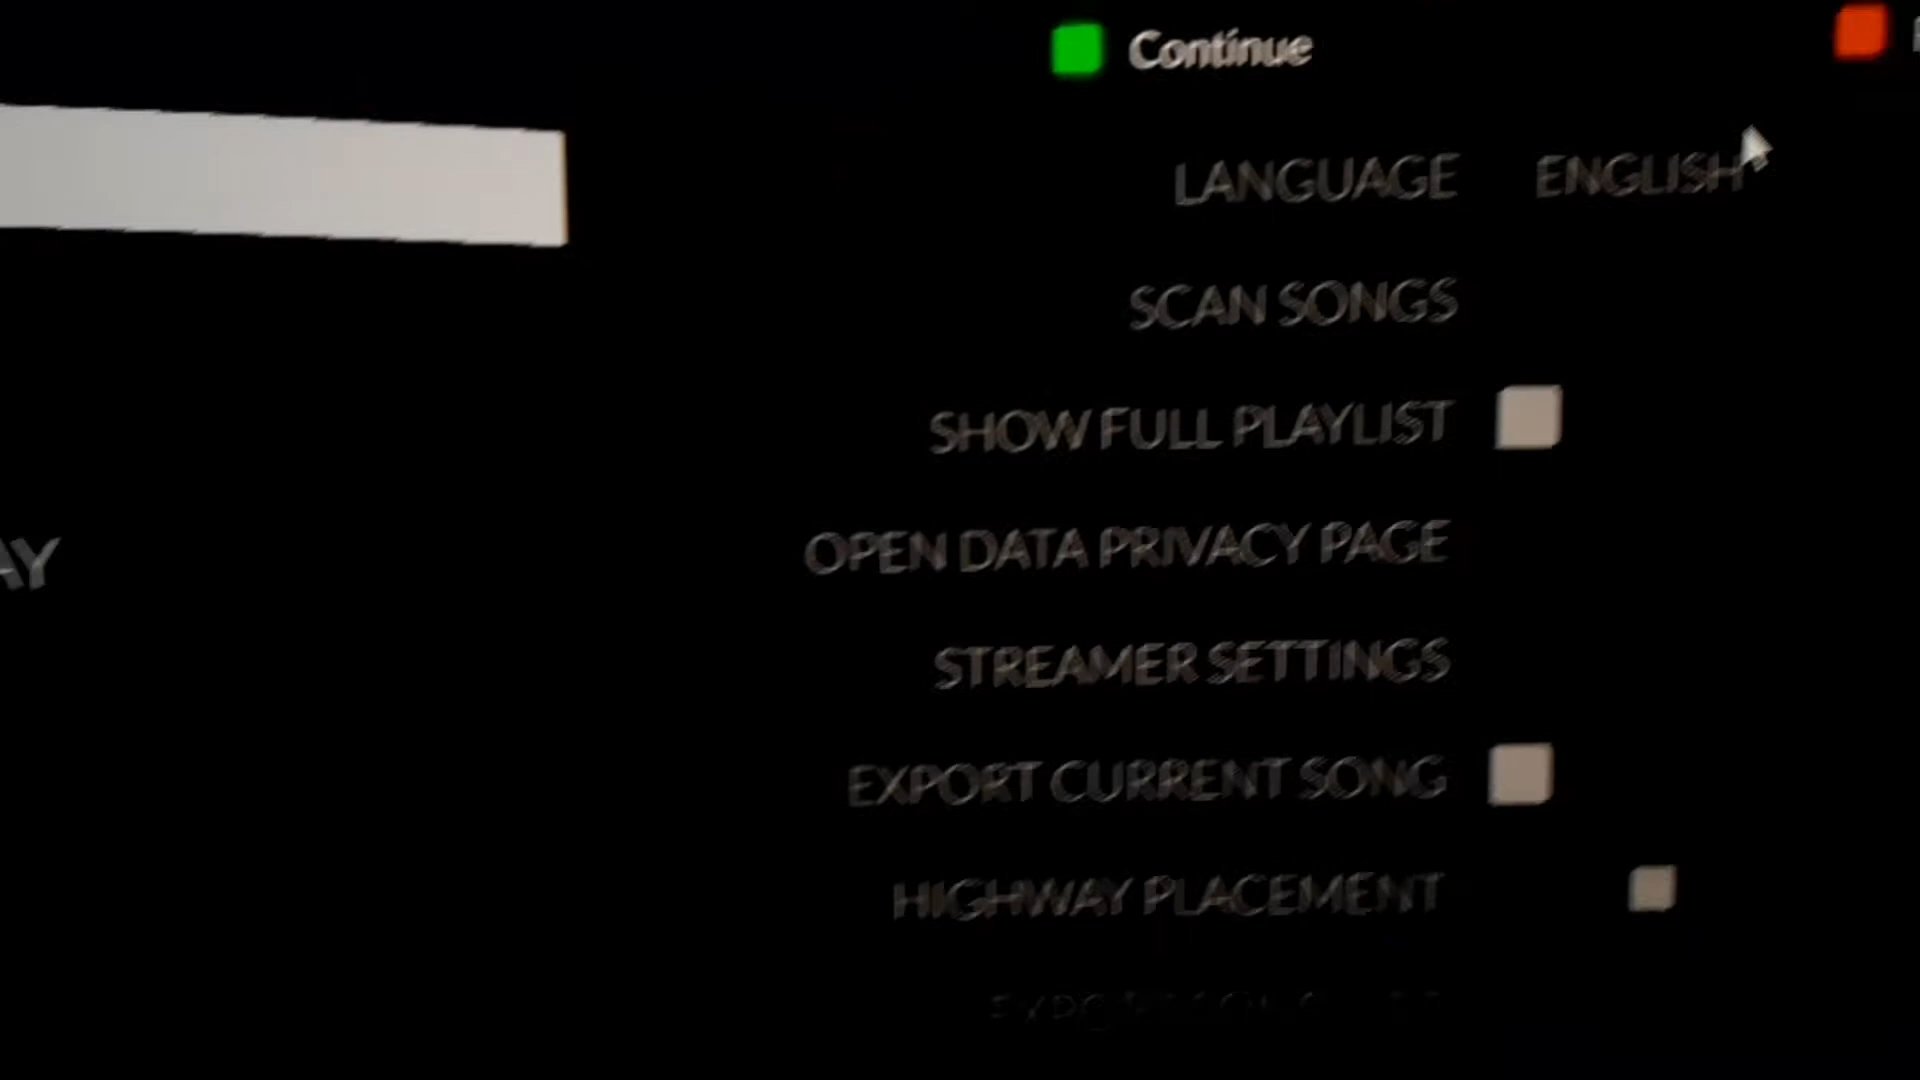 Continue
LANGUAGE ENGLISH
SCAN SONGS
SHOW FULL PLAYLIST
AY
OPEN DATA PRIVACY PAGE
STREAMER SETTINGS
EXPORT CURRENT SONG
HIGHWAY PLACEMENT